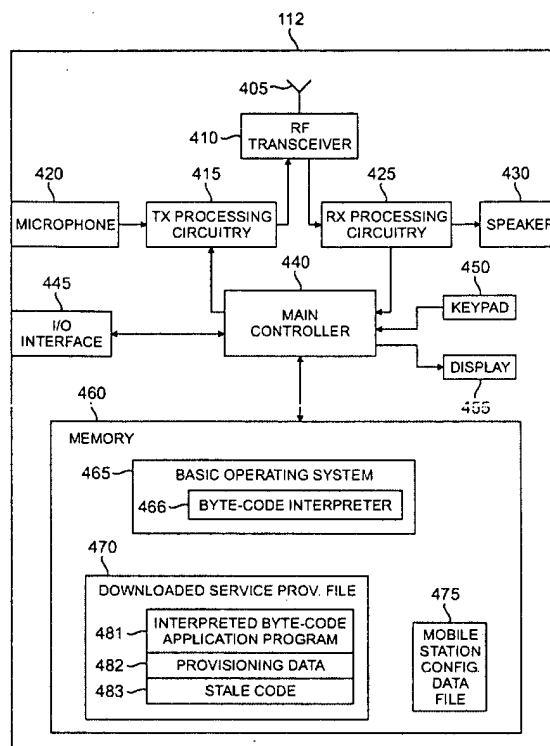 112
405
410
RF
TRANSCEIVER
420
415
425
430
MICROPHONE
TX PROCESSING
CIRCUITRY
RX PROCESSING
CIRCUITRY
SPEAKER
440
445
450
I/O
INTERFACE
MAIN
CONTROLLER
KEYPAD
DISPLAY
455
460
MEMORY
465
BASIC OPERATING SYSTEM
466
BYTE-CODE INTERPRETER
470
DOWNLOADED SERVICE PROV. FILE
475
481
INTERPRETED BYTE-CODE
APPLICATION PROGRAM
482
PROVISIONING DATA
483
STALE CODE
MOBILE
STATION
CONFIG.
DATA
FILE